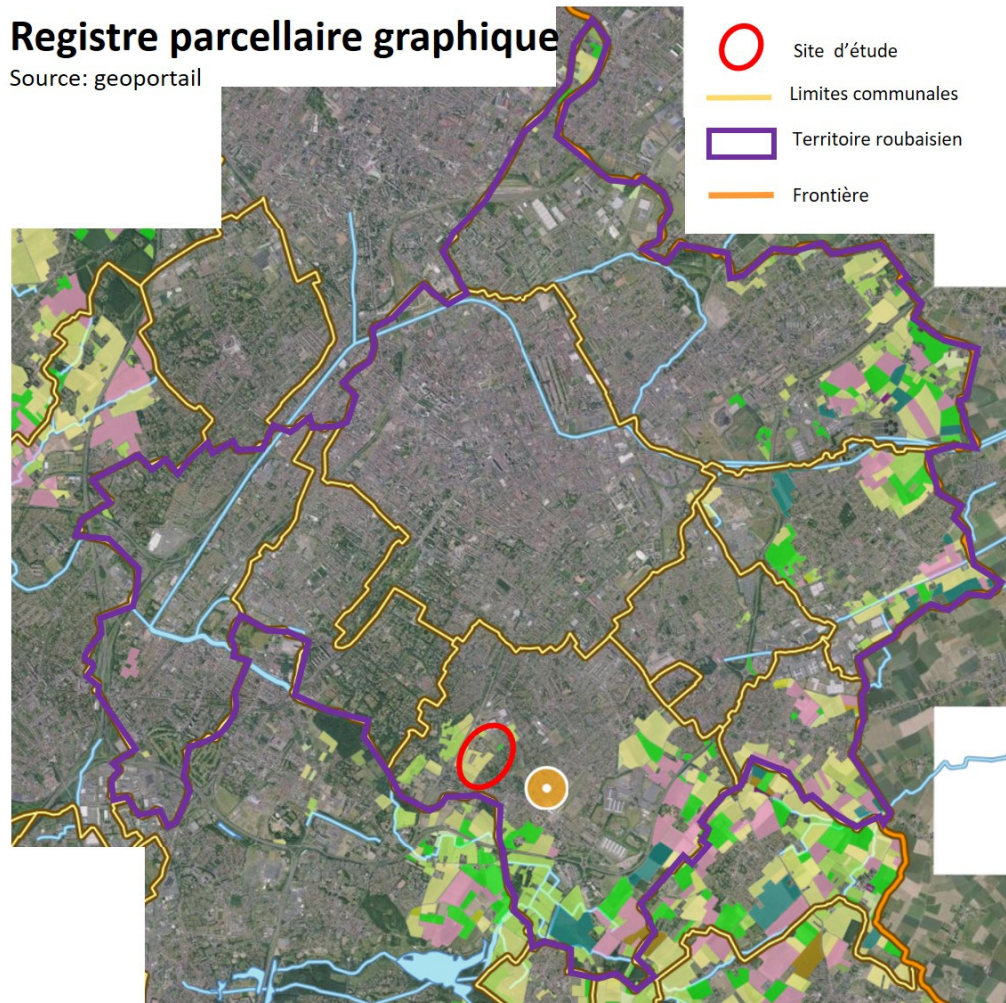 Registre parcellaire graphique
Source: geoportail
Site d'étude
Limites communales
Territoire roubaisien
Frontière